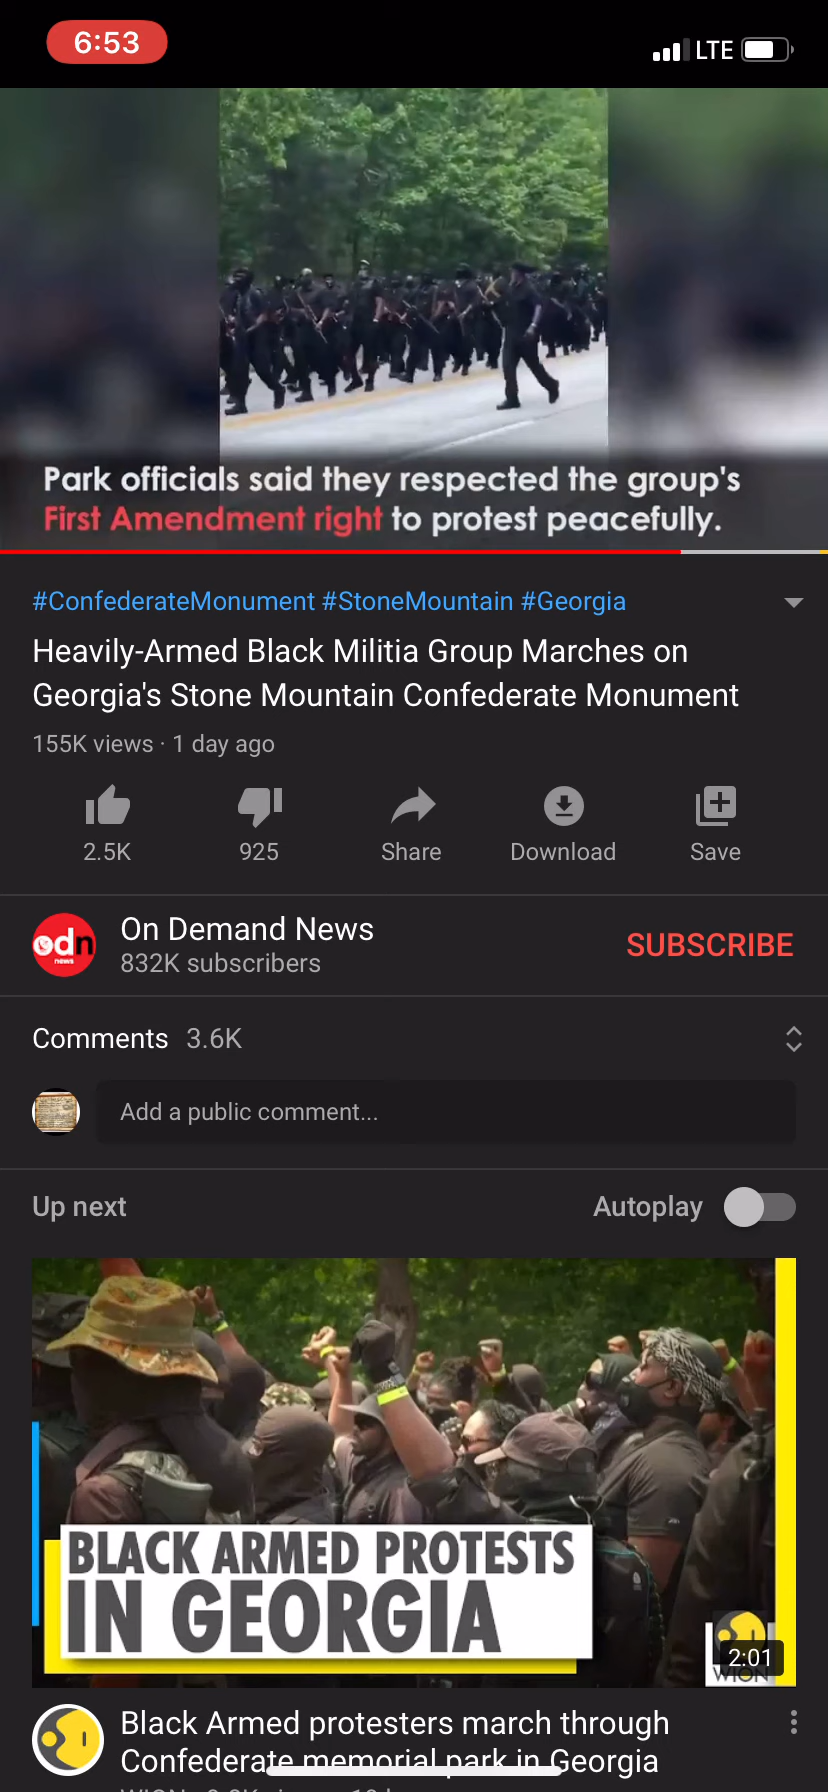 6:53
LTE
Park officials said they respected the group's
First Amendment right to protest peacefully.
#ConfederateMonument #StoneMountain #Georgia
Heavily-Armed Black Militia Group Marches on
Georgia's Stone Mountain Confederate Monument
155K views · 1 day ago
2.5K
925
Share
Download
Save
odn
news
On Demand News
832K subscribers
SUBSCRIBE
Comments 3.6K
Add a public comment...
Up next
Autoplay
BLACK ARMED PROTESTS
IN GEORGIA
2:01
WION
Black Armed protesters march through
Confederate memorial park in Georgia